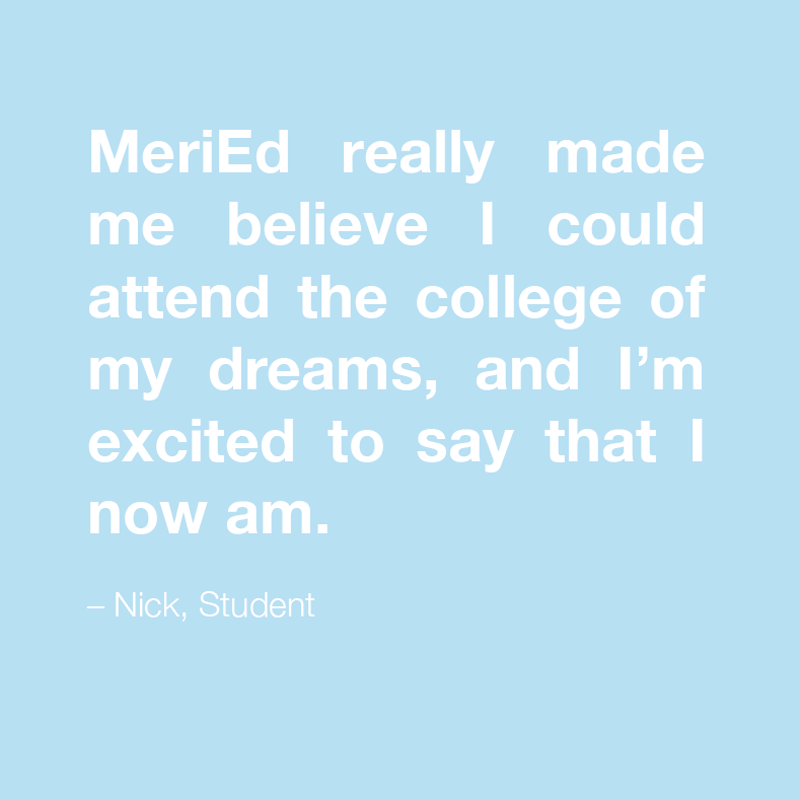 MeriEd really made
me believe I could
attend the college of
my dreams, and I’m
excited to say that I
now am.
– Nick, Student